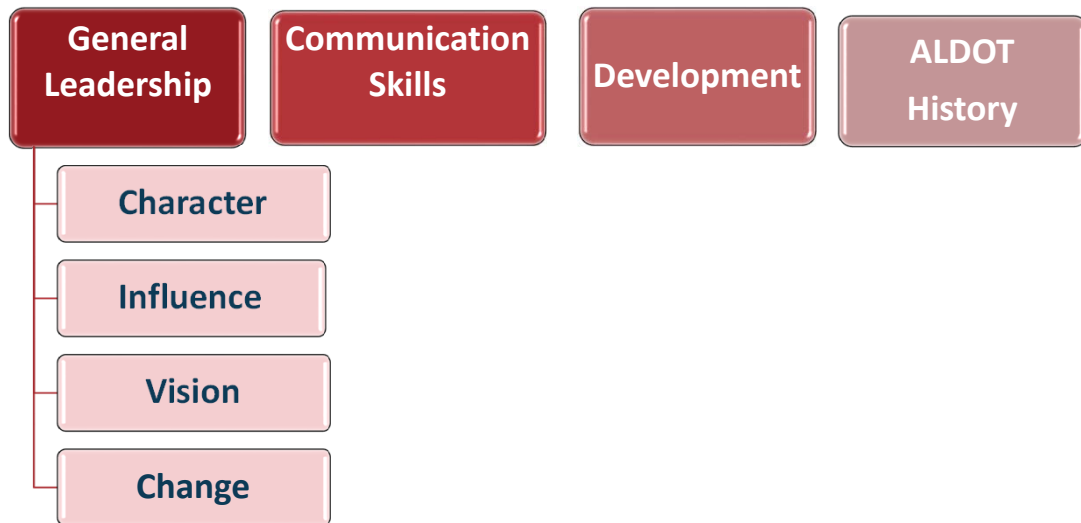 General
Leadership
Communication
Skills
Development
ALDOT
History
Character
Influence
Vision
Change